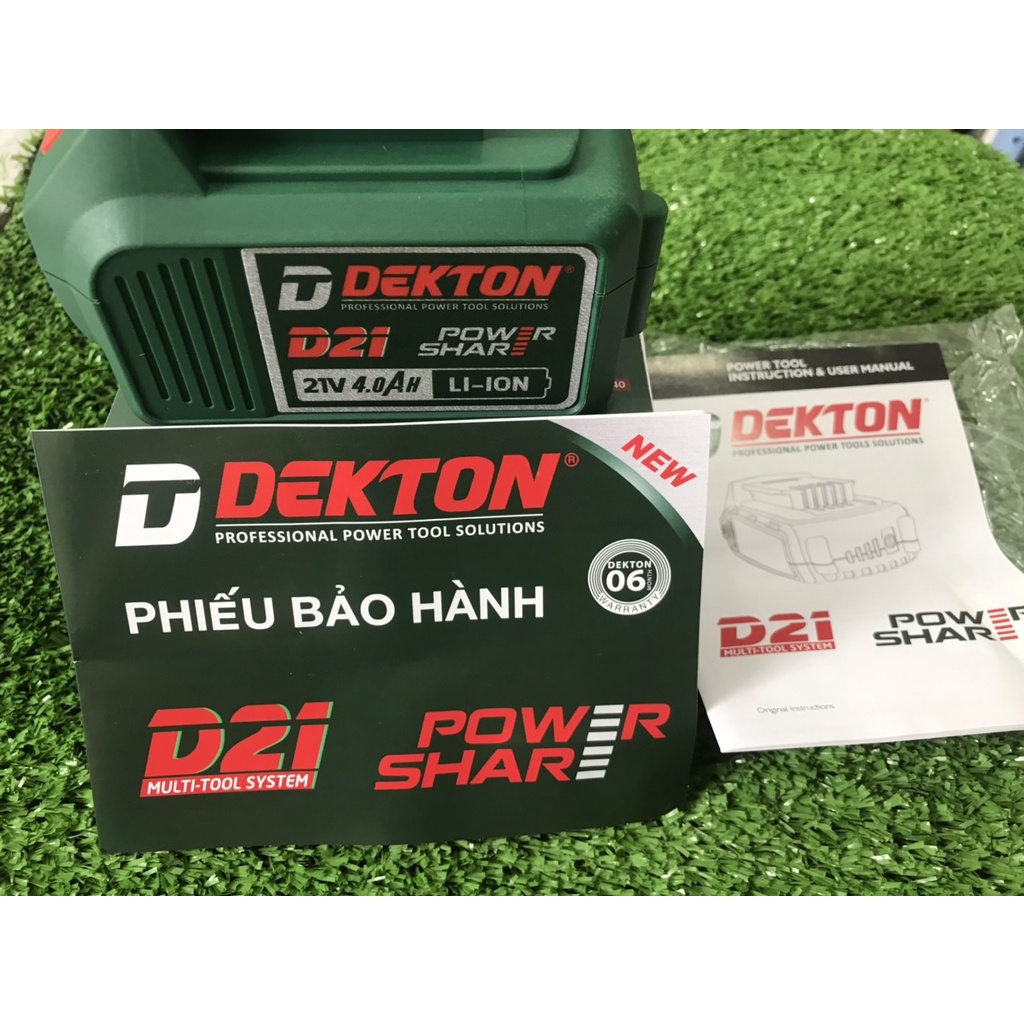 DEKTON®
PROFESSIONAL POWER TOOL SOLUTIONS
D21 POWER SHARE
21V 4.0AH LI-ION
40
POWER TOOL
INSTRUCTION & USER MANUAL
DEKTON®
PROFESSIONAL POWER TOOLS SOLUTIONS
D21
MULTI-TOOL SYSTEM
POWER
SHARE
Original Instructions
NEW
DEKTON®
PROFESSIONAL POWER TOOL SOLUTIONS
DEKTON
06
MONTH
WARRANTY
PHIẾU BẢO HÀNH
D21
MULTI-TOOL SYSTEM
POWER
SHARE